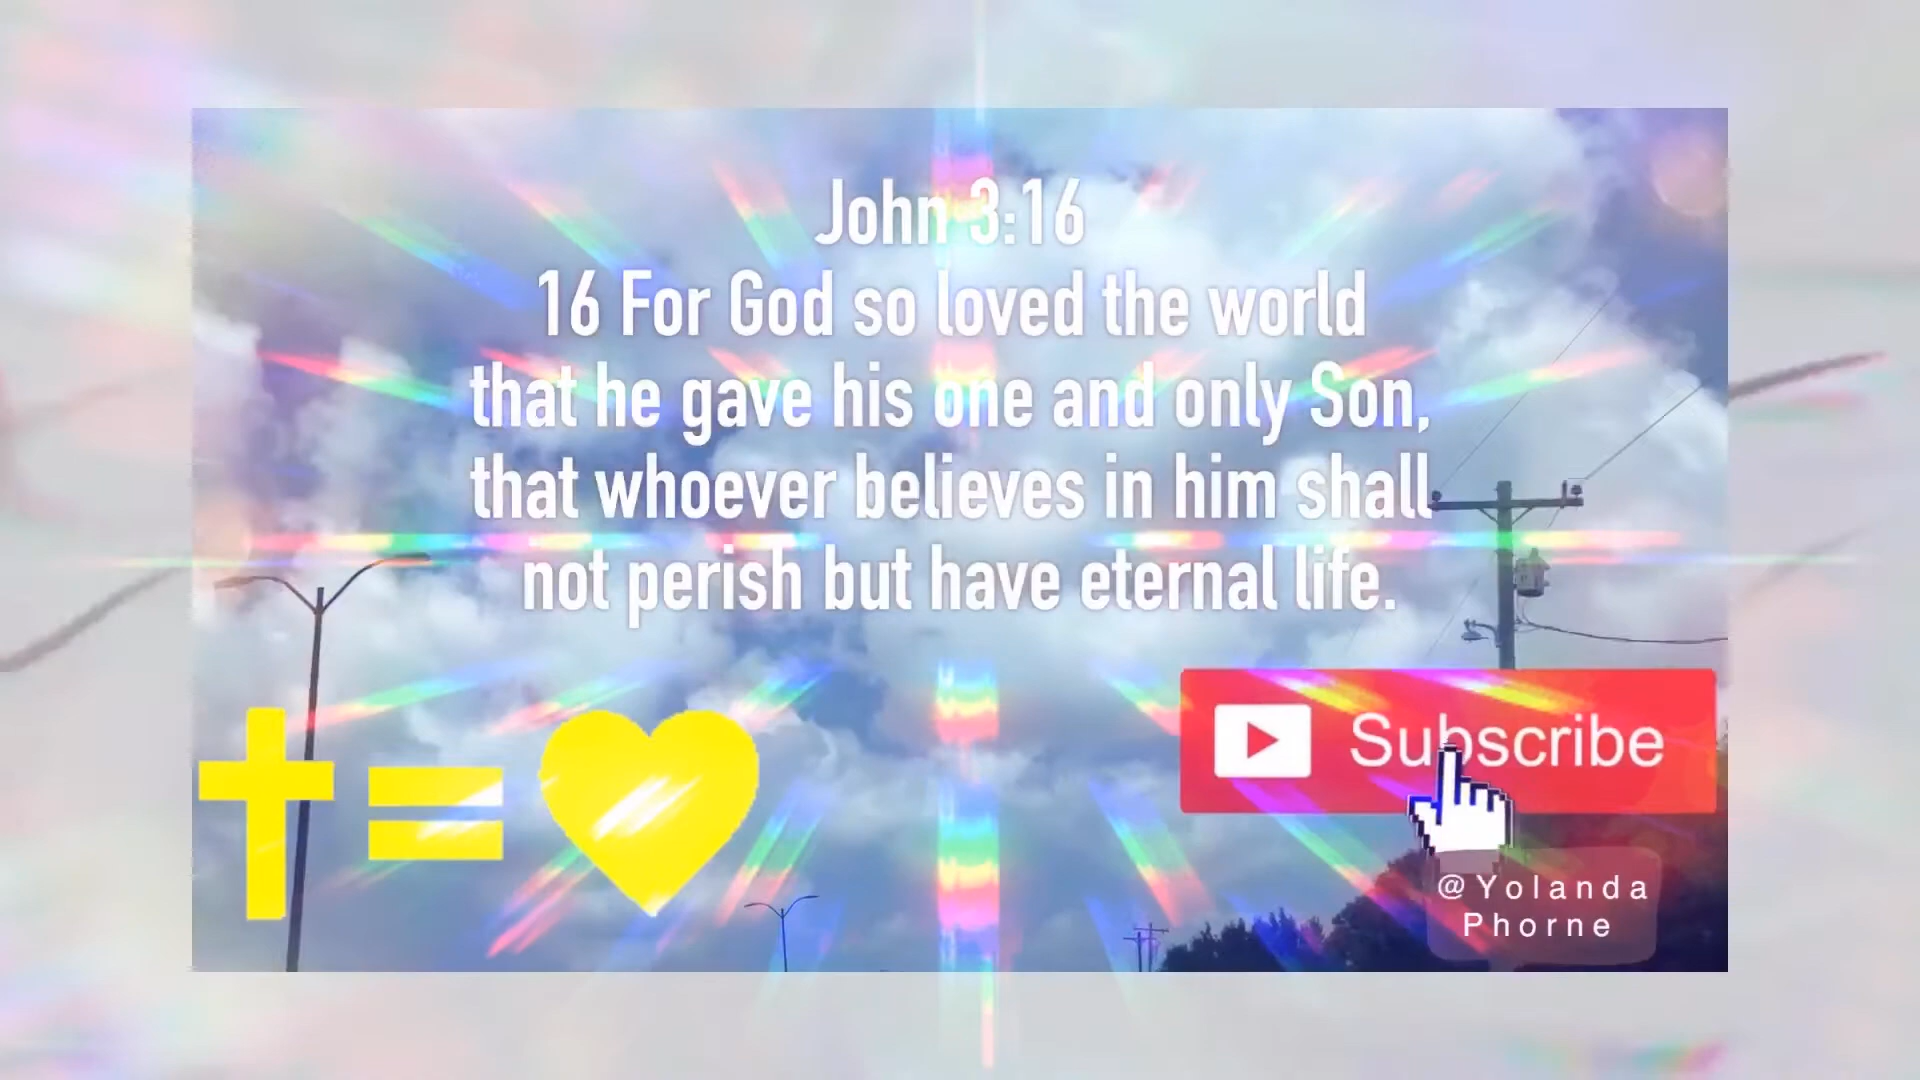 John 3:16
16 For God so loved the world
that he gave his one and only Son,
that whoever believes in him shall
not perish but have eternal life.
Subscribe
@Yolanda
Phorne